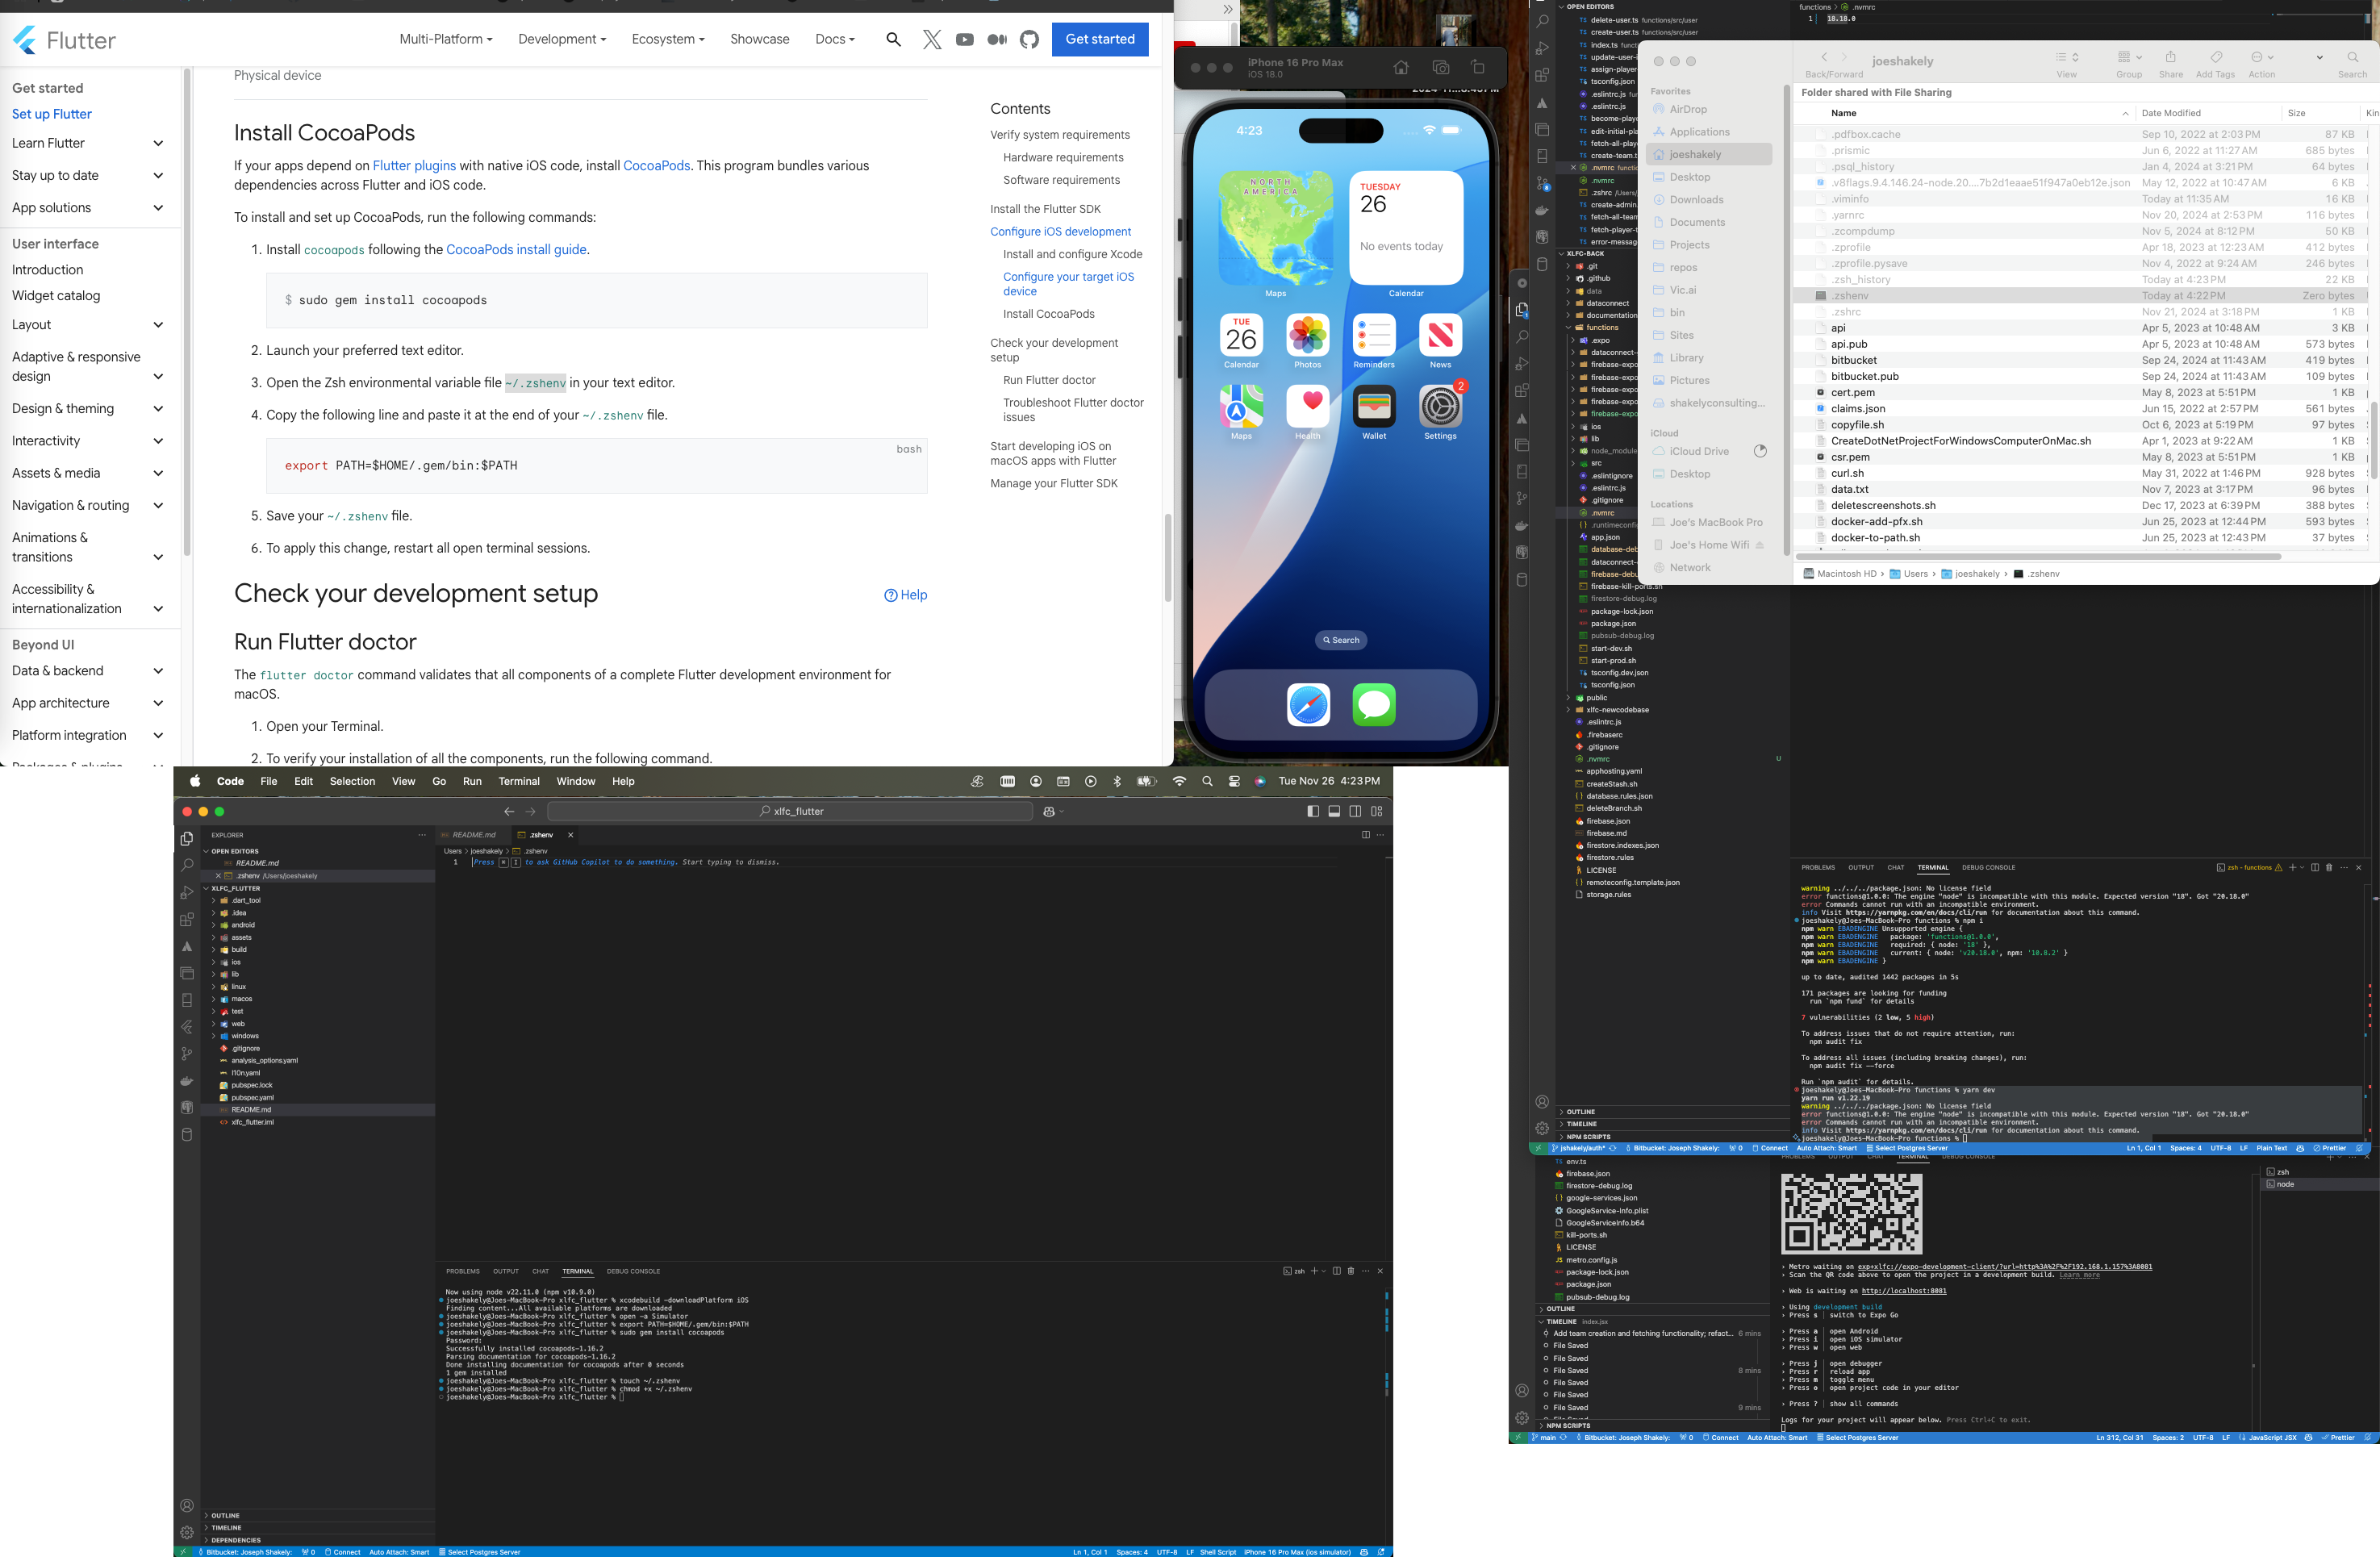 Flutter
Multi-Platform
Development
Ecosystem
Showcase
Docs
Get started
Get started
Set up Flutter
Learn Flutter
Stay up to date
App solutions
User interface
Introduction
Widget catalog
Layout
Adaptive & responsive
design
Design & theming
Interactivity
Assets & media
Navigation & routing
Animations &
transitions
Accessibility &
internationalization
Beyond UI
Data & backend
App architecture
Platform integration
Physical device
Install CocoaPods
If your apps depend on Flutter plugins with native iOS code, install CocoaPods. This program bundles various
dependencies across Flutter and iOS code.
To install and set up CocoaPods, run the following commands:
1. Install cocoapods following the CocoaPods install guide.
$ sudo gem install cocoapods
2. Launch your preferred text editor.
3. Open the Zsh environmental variable file ~/.zshenv in your text editor.
4. Copy the following line and paste it at the end of your ~/.zshenv file.
bash
export PATH=$HOME/.gem/bin:$PATH
5. Save your ~/.zshenv file.
6. To apply this change, restart all open terminal sessions.
Check your development setup
Help
Run Flutter doctor
The flutter doctor command validates that all components of a complete Flutter development environment for
macOS.
1. Open your Terminal.
2. To verify your installation of all the components, run the following command.
Contents
Verify system requirements
Hardware requirements
Software requirements
Install the Flutter SDK
Configure iOS development
Install and configure Xcode
Configure your target iOS
device
Install CocoaPods
Check your development
setup
Run Flutter doctor
Troubleshoot Flutter doctor
issues
Start developing iOS on
macOS apps with Flutter
Manage your Flutter SDK
iPhone 16 Pro Max
iOS 18.0
4:23
NORTH
AMERICA
Maps
TUESDAY
26
No events today
Calendar
TUE
26
Calendar
Photos
Reminders
News
Maps
Health
Wallet
2
Settings
Search
OPEN EDITORS
delete-user.ts functions/src/user
create-user.ts functions/src/user
index.ts funct
update-user-i
assign-player
tsconfig.json
.eslintrc.js fun
.eslintrc.js
become-playe
edit-initial-pla
fetch-all-play
create-team.t
.nvmrc functio
.nvmrc
.zshrc /Users/
create-admin.
fetch-all-team
fetch-player-t
error-messag
XLFC-BACK
.git
.github
data
dataconnect
documentation
functions
.expo
dataconnect-
firebase-expo
firebase-expo
firebase-expo
firebase-expo
firebase-expo
ios
lib
node_module
src
.eslintignore
.eslintrc.js
.gitignore
.nvmrc
.runtimeconfi
app.json
database-deb
dataconnect-
firebase-debu
firebase-kill-ports.sh
firestore-debug.log
package-lock.json
package.json
pubsub-debug.log
start-dev.sh
start-prod.sh
tsconfig.dev.json
tsconfig.json
public
xlfc-newcodebase
.eslintrc.js
.firebaserc
.gitignore
.nvmrc U
apphosting.yaml
createStash.sh
database.rules.json
deleteBranch.sh
firebase.json
firebase.md
firestore.indexes.json
firestore.rules
LICENSE
remoteconfig.template.json
storage.rules
OUTLINE
TIMELINE
NPM SCRIPTS
functions > .nvmrc
1 18.18.0
joeshakely
Back/Forward View Group Share Add Tags Action Search
Favorites
AirDrop
Applications
joeshakely
Desktop
Downloads
Documents
Projects
repos
Vic.ai
bin
Sites
Library
Pictures
shakelyconsulting...
iCloud
iCloud Drive
Desktop
Locations
Joe's MacBook Pro
Joe's Home Wifi
Network
Folder shared with File Sharing
Name Date Modified Size Kin
.pdfbox.cache Sep 10, 2022 at 2:03 PM 87 KB
.prismic Jun 6, 2022 at 11:27 AM 685 bytes
.psql_history Jan 4, 2024 at 3:21 PM 64 bytes
.v8flags.9.4.146.24-node.20....7b2d1eaae51f947a0eb12e.json May 12, 2022 at 10:47 AM 6 KB
.viminfo Today at 11:35 AM 16 KB
.yarnrc Nov 20, 2024 at 2:53 PM 116 bytes
.zcompdump Nov 5, 2024 at 8:12 PM 50 KB
.zprofile Apr 18, 2023 at 12:23 AM 412 bytes
.zprofile.pysave Nov 4, 2022 at 9:24 AM 246 bytes
.zsh_history Today at 4:23 PM 22 KB
.zshenv Today at 4:22 PM Zero bytes
.zshrc Nov 21, 2024 at 3:18 PM 1 KB
api Apr 5, 2023 at 10:48 AM 3 KB
api.pub Apr 5, 2023 at 10:48 AM 573 bytes
bitbucket Sep 24, 2024 at 11:43 AM 419 bytes
bitbucket.pub Sep 24, 2024 at 11:43 AM 109 bytes
cert.pem May 8, 2023 at 5:51 PM 1 KB
claims.json Jun 15, 2022 at 2:57 PM 561 bytes
copyfile.sh Oct 6, 2023 at 5:19 PM 97 bytes
CreateDotNetProjectForWindowsComputerOnMac.sh Apr 1, 2023 at 9:22 AM 1 KB
csr.pem May 8, 2023 at 5:51 PM 1 KB
curl.sh May 31, 2022 at 1:46 PM 928 bytes
data.txt Nov 7, 2023 at 3:17 PM 96 bytes
deletescreenshots.sh Dec 17, 2023 at 6:39 PM 388 bytes
docker-add-pfx.sh Jun 25, 2023 at 12:44 PM 593 bytes
docker-to-path.sh Jun 25, 2023 at 12:43 PM 37 bytes
Macintosh HD > Users > joeshakely > .zshenv
PROBLEMS OUTPUT CHAT TERMINAL DEBUG CONSOLE
zsh - functions
warning ../../../package.json: No license field
error functions@1.0.0: The engine "node" is incompatible with this module. Expected version "18". Got "20.18.0"
error Commands cannot run with an incompatible environment.
info Visit https://yarnpkg.com/en/docs/cli/run for documentation about this command.
joeshakely@Joes-MacBook-Pro functions % npm i
npm warn EBADENGINE Unsupported engine {
npm warn EBADENGINE package: 'functions@1.0.0',
npm warn EBADENGINE required: { node: '18' },
npm warn EBADENGINE current: { node: 'v20.18.0', npm: '10.8.2' }
npm warn EBADENGINE }
up to date, audited 1442 packages in 5s
171 packages are looking for funding
run `npm fund` for details
7 vulnerabilities (2 low, 5 high)
To address issues that do not require attention, run:
npm audit fix
To address all issues (including breaking changes), run:
npm audit fix --force
Run `npm audit` for details.
joeshakely@Joes-MacBook-Pro functions % yarn dev
yarn run v1.22.19
warning ../../../package.json: No license field
error functions@1.0.0: The engine "node" is incompatible with this module. Expected version "18". Got "20.18.0"
error Commands cannot run with an incompatible environment.
info Visit https://yarnpkg.com/en/docs/cli/run for documentation about this command.
joeshakely@Joes-MacBook-Pro functions %
jshakely/auth* Bitbucket: Joseph Shakely: 0 Connect Auto Attach: Smart Select Postgres Server Ln 1, Col 1 Spaces: 4 UTF-8 LF Plain Text Prettier
env.ts
firebase.json
firestore-debug.log
google-services.json
GoogleService-Info.plist
GoogleServiceInfo.b64
kill-ports.sh
LICENSE
metro.config.js
package-lock.json
package.json
pubsub-debug.log
OUTLINE
TIMELINE index.jsx
Add team creation and fetching functionality; refact... 6 mins
File Saved
File Saved
File Saved 8 mins
File Saved
File Saved
File Saved 9 mins
NPM SCRIPTS
zsh
node
› Metro waiting on exp+xlfc://expo-development-client/?url=http%3A%2F%2F192.168.1.157%3A8081
› Scan the QR code above to open the project in a development build. Learn more
› Web is waiting on http://localhost:8081
› Using development build
› Press s │ switch to Expo Go
› Press a │ open Android
› Press i │ open iOS simulator
› Press w │ open web
› Press j │ open debugger
› Press r │ reload app
› Press m │ toggle menu
› Press o │ open project code in your editor
› Press ? │ show all commands
Logs for your project will appear below. Press Ctrl+C to exit.
main Bitbucket: Joseph Shakely: 0 Connect Auto Attach: Smart Select Postgres Server Ln 312, Col 31 Spaces: 2 UTF-8 LF JavaScript JSX Prettier
Code File Edit Selection View Go Run Terminal Window Help
Tue Nov 26 4:23 PM
xlfc_flutter
EXPLORER
OPEN EDITORS
README.md
.zshenv /Users/joeshakely
XLFC_FLUTTER
.dart_tool
.idea
android
assets
build
ios
lib
linux
macos
test
web
windows
.gitignore
analysis_options.yaml
l10n.yaml
pubspec.lock
pubspec.yaml
README.md
xlfc_flutter.iml
OUTLINE
TIMELINE
DEPENDENCIES
README.md .zshenv
Users > joeshakely > .zshenv
1 Press ⌘ I to ask GitHub Copilot to do something. Start typing to dismiss.
PROBLEMS OUTPUT CHAT TERMINAL DEBUG CONSOLE
zsh
Now using node v22.11.0 (npm v10.9.0)
joeshakely@Joes-MacBook-Pro xlfc_flutter % xcodebuild -downloadPlatform iOS
Finding content...All available platforms are downloaded
joeshakely@Joes-MacBook-Pro xlfc_flutter % open -a Simulator
joeshakely@Joes-MacBook-Pro xlfc_flutter % export PATH=$HOME/.gem/bin:$PATH
joeshakely@Joes-MacBook-Pro xlfc_flutter % sudo gem install cocoapods
Password:
Successfully installed cocoapods-1.16.2
Parsing documentation for cocoapods-1.16.2
Done installing documentation for cocoapods after 0 seconds
1 gem installed
joeshakely@Joes-MacBook-Pro xlfc_flutter % touch ~/.zshenv
joeshakely@Joes-MacBook-Pro xlfc_flutter % chmod +x ~/.zshenv
joeshakely@Joes-MacBook-Pro xlfc_flutter %
Bitbucket: Joseph Shakely: 0 Connect Auto Attach: Smart Select Postgres Server Ln 1, Col 1 Spaces: 4 UTF-8 LF Shell Script iPhone 16 Pro Max (ios simulator)